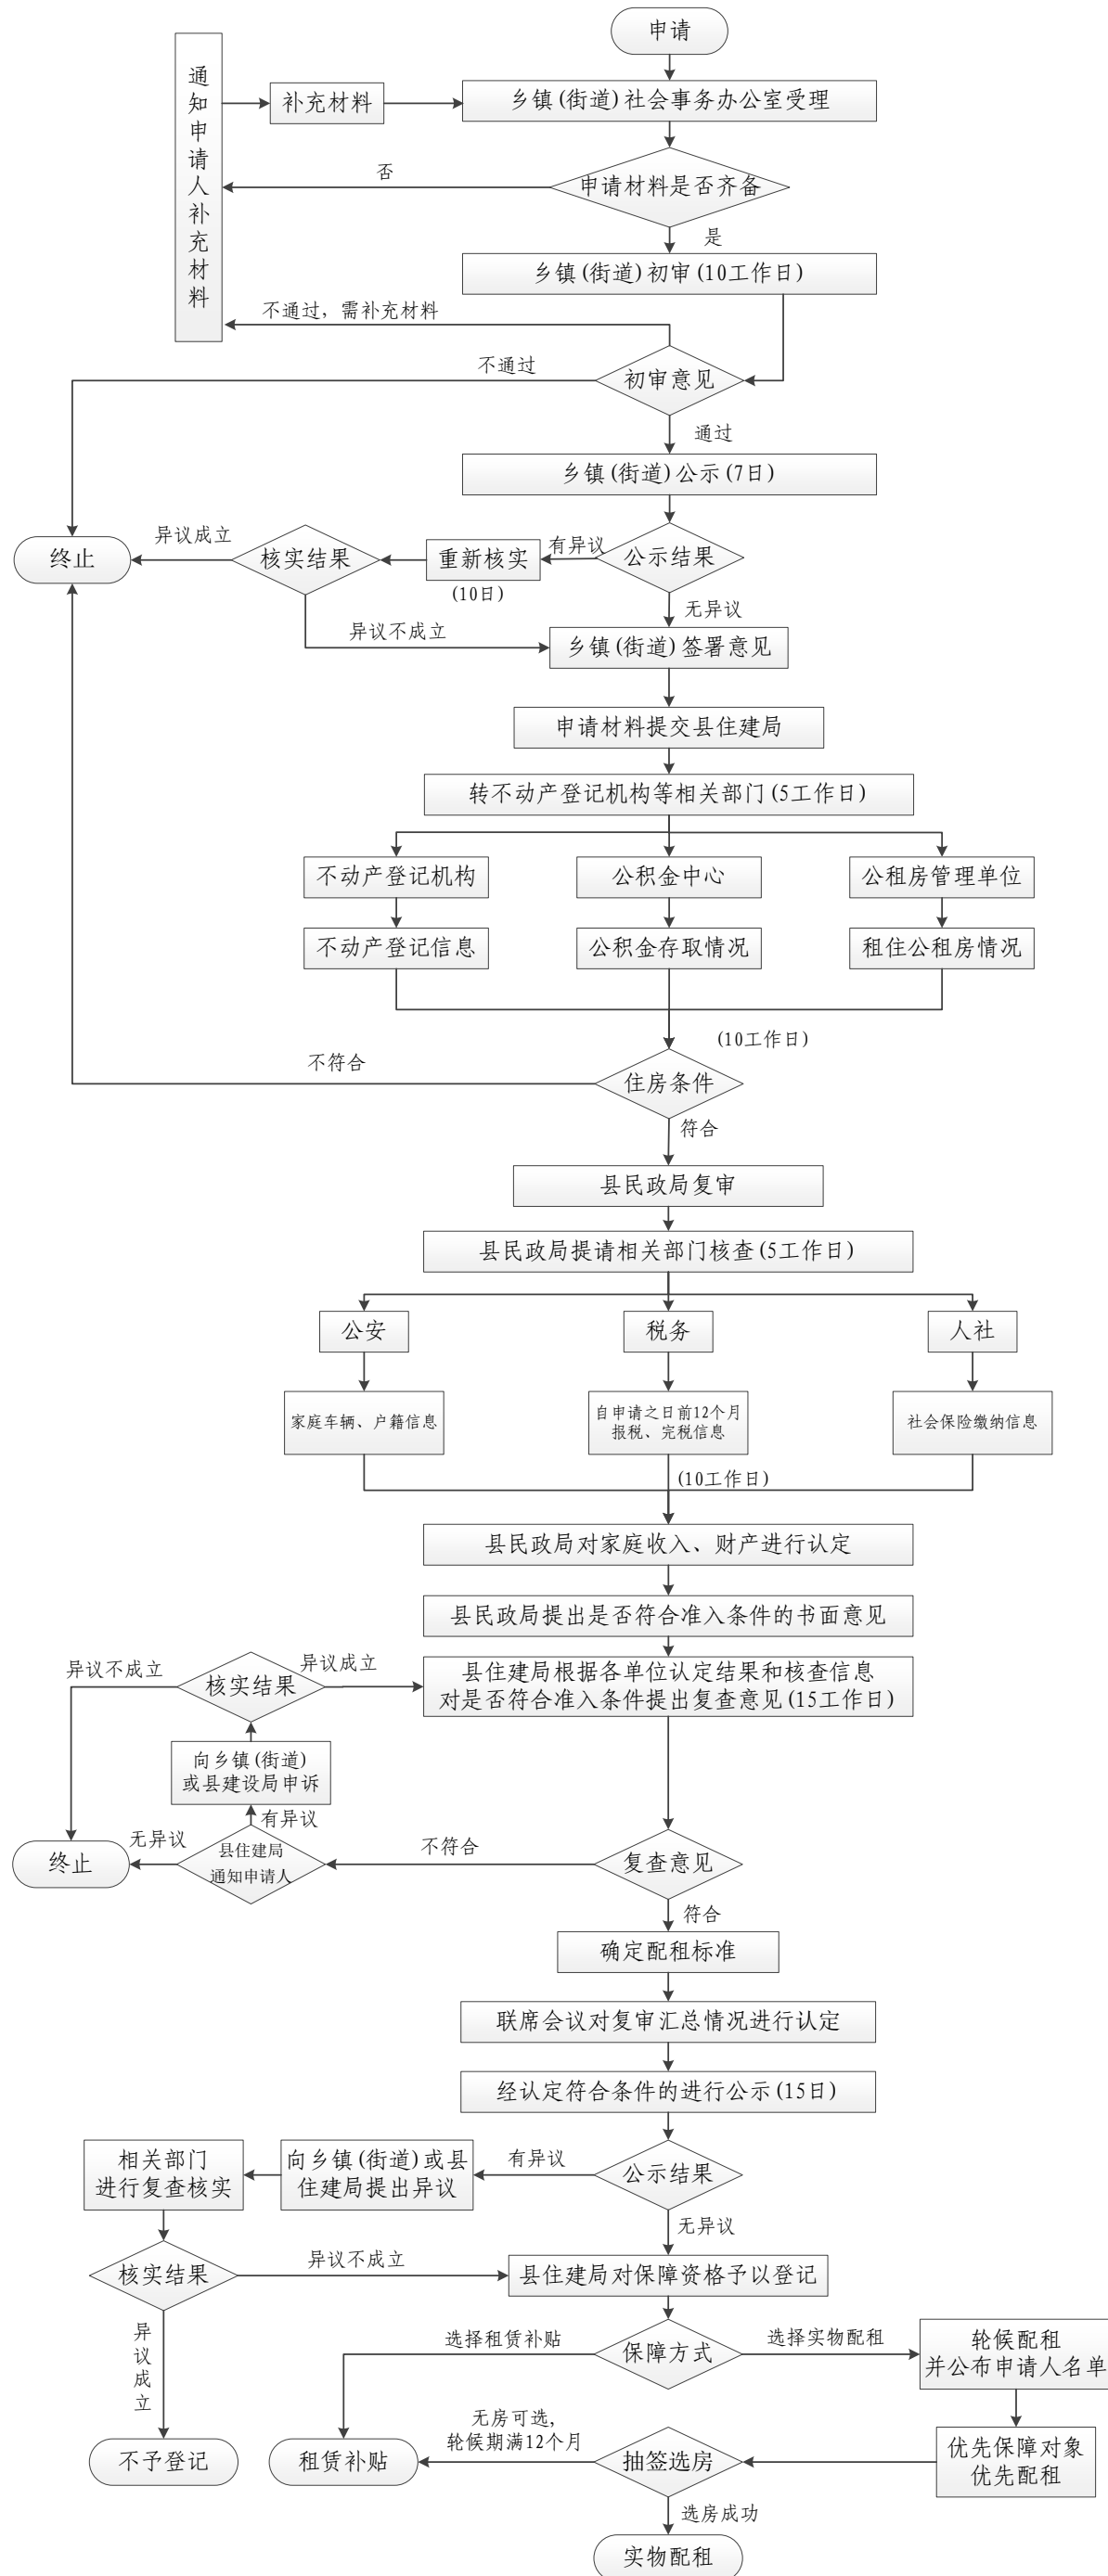 申请
通知申请人补充材料
补充材料
乡镇(街道)社会事务办公室受理
否
申请材料是否齐备
是
乡镇(街道)初审(10工作日)
不通过，需补充材料
不通过
初审意见
通过
乡镇(街道)公示(7日)
终止
异议成立
核实结果
重新核实
(10日)
有异议
公示结果
无异议
异议不成立
乡镇(街道)签署意见
申请材料提交县住建局
转不动产登记机构等相关部门(5工作日)
不动产登记机构
公积金中心
公租房管理单位
不动产登记信息
公积金存取情况
租住公租房情况
(10工作日)
不符合
住房条件
符合
县民政局复审
县民政局提请相关部门核查(5工作日)
公安
税务
人社
家庭车辆、户籍信息
自申请之日前12个月
报税、完税信息
社会保险缴纳信息
(10工作日)
县民政局对家庭收入、财产进行认定
县民政局提出是否符合准入条件的书面意见
异议不成立
核实结果
异议成立
县住建局根据各单位认定结果和核查信息
对是否符合准入条件提出复查意见(15工作日)
向乡镇(街道)
或县建设局申诉
有异议
终止
无异议
县住建局
通知申请人
不符合
复查意见
符合
确定配租标准
联席会议对复审汇总情况进行认定
经认定符合条件的进行公示(15日)
相关部门
进行复查核实
向乡镇(街道)或县
住建局提出异议
有异议
公示结果
无异议
核实结果
异议不成立
县住建局对保障资格予以登记
异议成立
选择租赁补贴
保障方式
选择实物配租
轮候配租
并公布申请人名单
不予登记
租赁补贴
无房可选，
轮候期满12个月
抽签选房
优先保障对象
优先配租
选房成功
实物配租